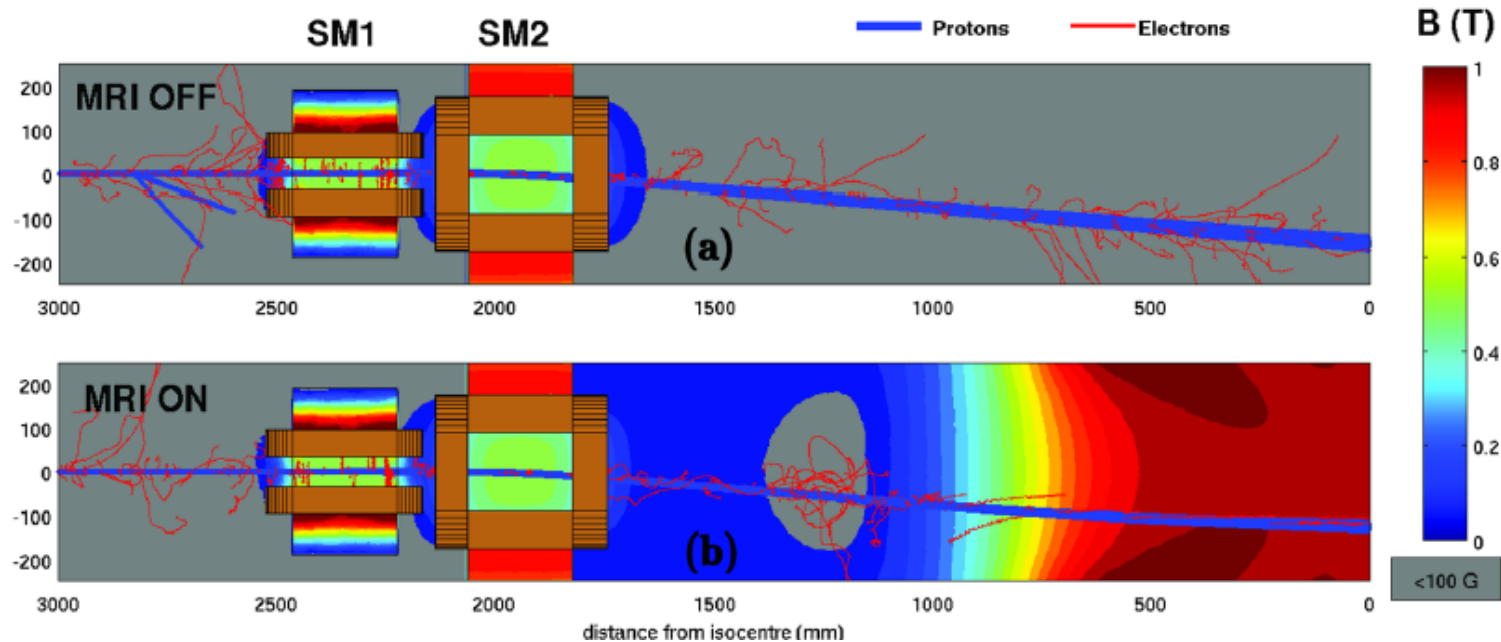 SM1 SM2 Protons Electrons B (T)
MRI OFF
200
100
0
-100
-200
(a)
3000 2500 2000 1500 1000 500 0
MRI ON
200
100
0
-100
-200
(b)
3000 2500 2000 1500 1000 500 0
distance from isocentre (mm)
1
0.8
0.6
0.4
0.2
0
<100 G